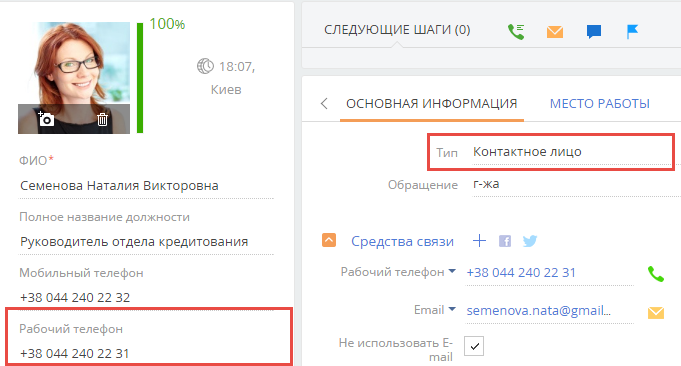 100%
18:07,
Киев
ФИО*
Семенова Наталия Викторовна
Полное название должности
Руководитель отдела кредитования
Мобильный телефон
+38 044 240 22 32
Рабочий телефон
+38 044 240 22 31
СЛЕДУЮЩИЕ ШАГИ (0)
ОСНОВНАЯ ИНФОРМАЦИЯ МЕСТО РАБОТЫ
Тип Контактное лицо
Обращение г-жа
Средства связи
Рабочий телефон +38 044 240 22 31
Email semenova.nata@gmail...
Не использовать E-
mail